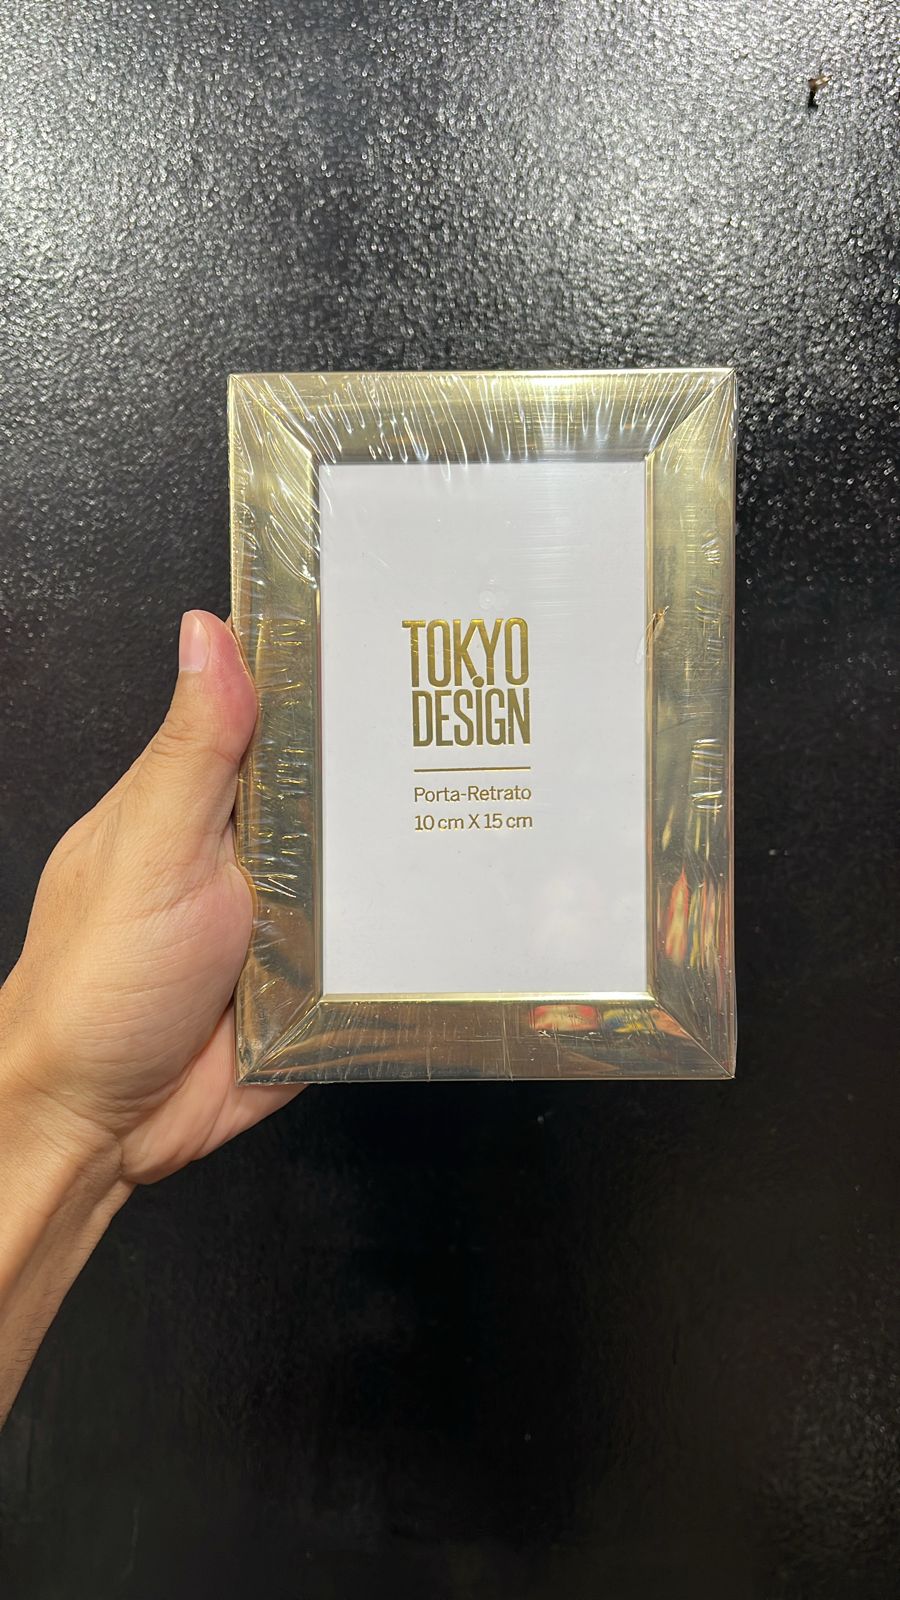 TOKYO
DESIGN
Porta-Retrato
10 cm X 15 cm